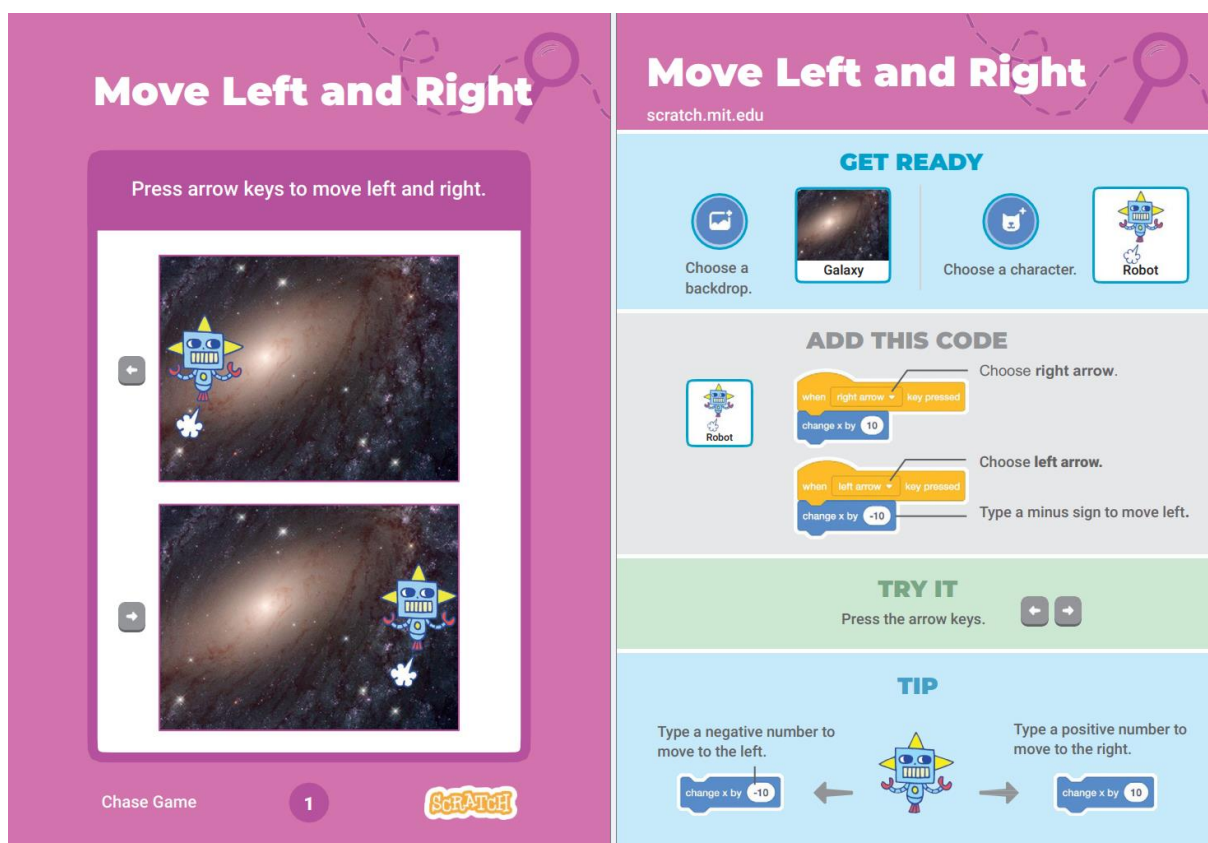 Move Left and Right
Press arrow keys to move left and right.
Chase Game
1
SCRATCH
Move Left and Right
scratch.mit.edu
GET READY
Choose a
backdrop.
Galaxy
Choose a character.
Robot
ADD THIS CODE
Robot
when right arrow key pressed
change x by 10
Choose right arrow.
when left arrow key pressed
change x by -10
Choose left arrow.
Type a minus sign to move left.
TRY IT
Press the arrow keys.
TIP
Type a negative number to
move to the left.
change x by -10
Type a positive number to
move to the right.
change x by 10